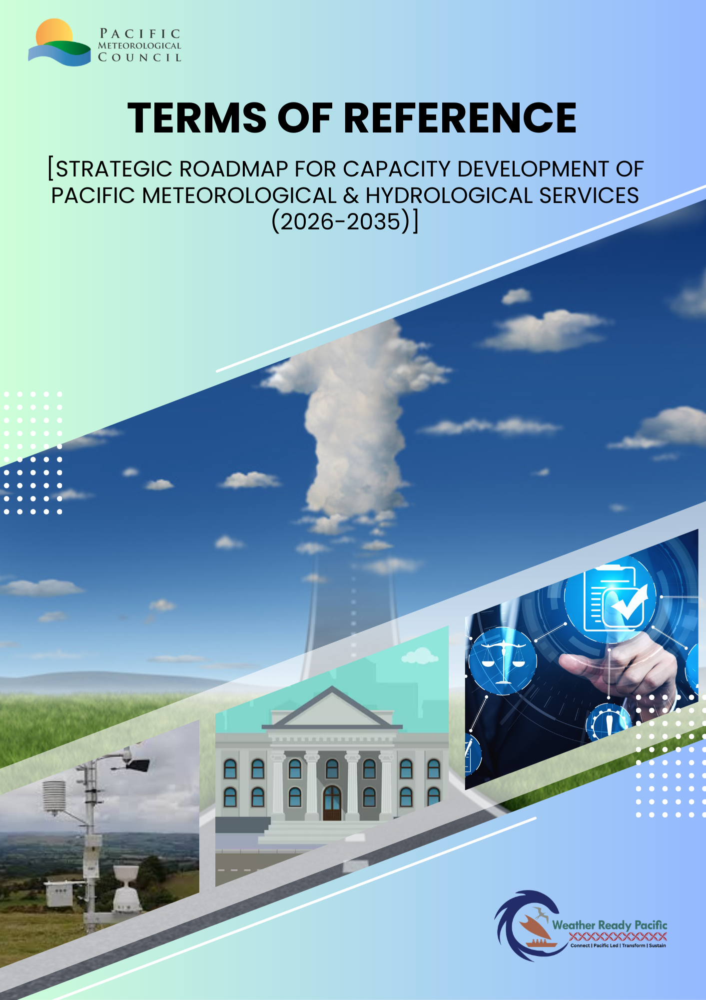 PACIFIC
METEOROLOGICAL
COUNCIL
TERMS OF REFERENCE
[STRATEGIC ROADMAP FOR CAPACITY DEVELOPMENT OF
PACIFIC METEOROLOGICAL & HYDROLOGICAL SERVICES
(2026-2035)]
Weather Ready Pacific
Connect | Pacific Led | Transform | Sustain